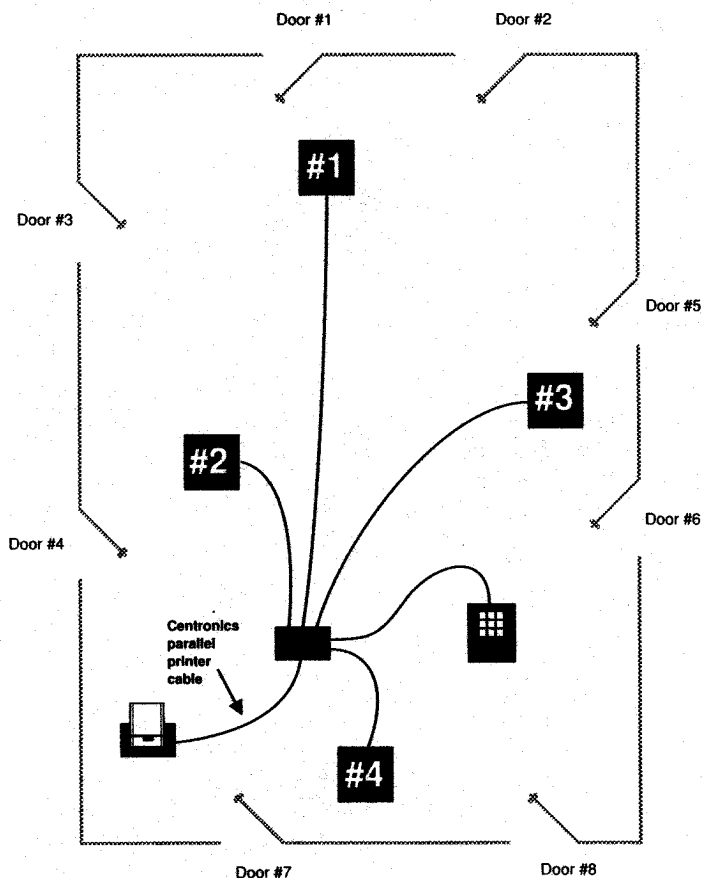 Door #1
Door #2
#1
Door #3
Door #5
#3
#2
Door #6
Door #4
Centronics
parallel
printer
cable
#4
Door #7
Door #8